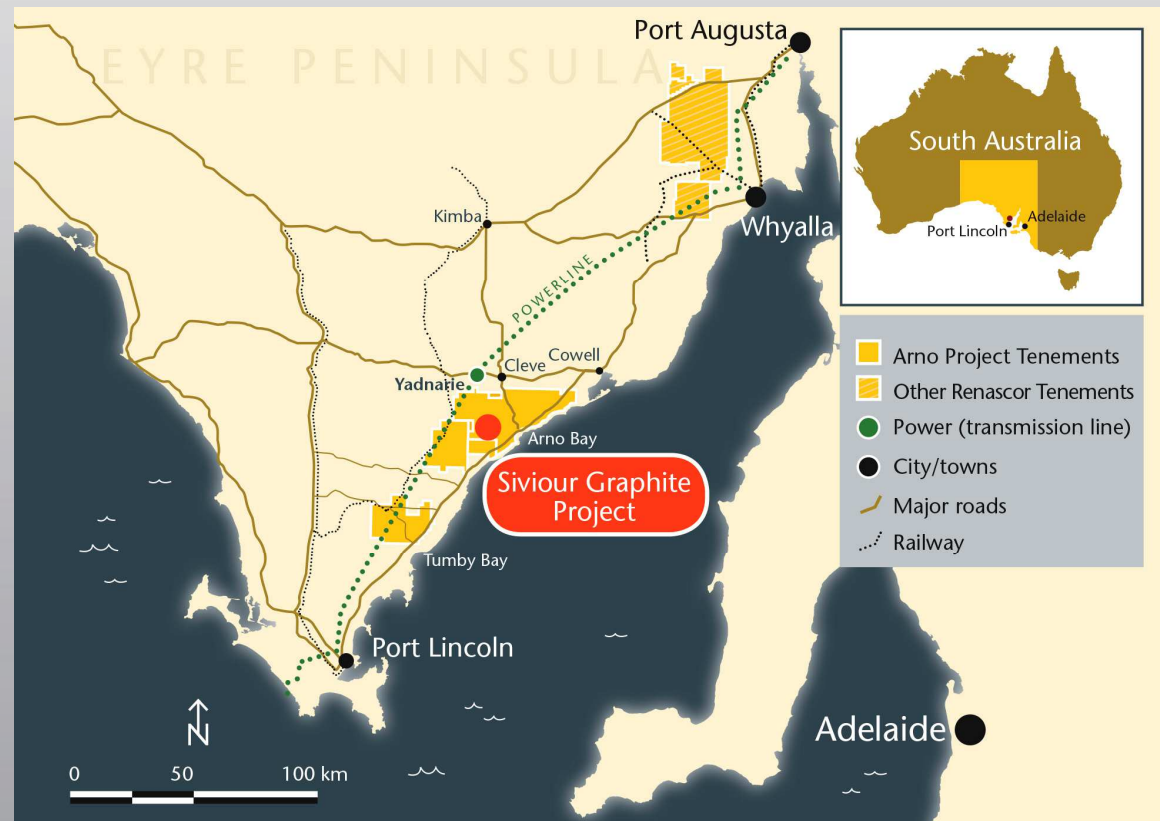 EYRE PENINSULA
Port Augusta
Kimba
Whyalla
POWERLINE
Cowell
Cleve
Yadnarie
Arno Bay
Siviour Graphite
Project
Tumby Bay
Port Lincoln
Adelaide
N
0 50 100 km
South Australia
Adelaide
Port Lincoln
Arno Project Tenements
Other Renascor Tenements
Power (transmission line)
City/towns
Major roads
Railway